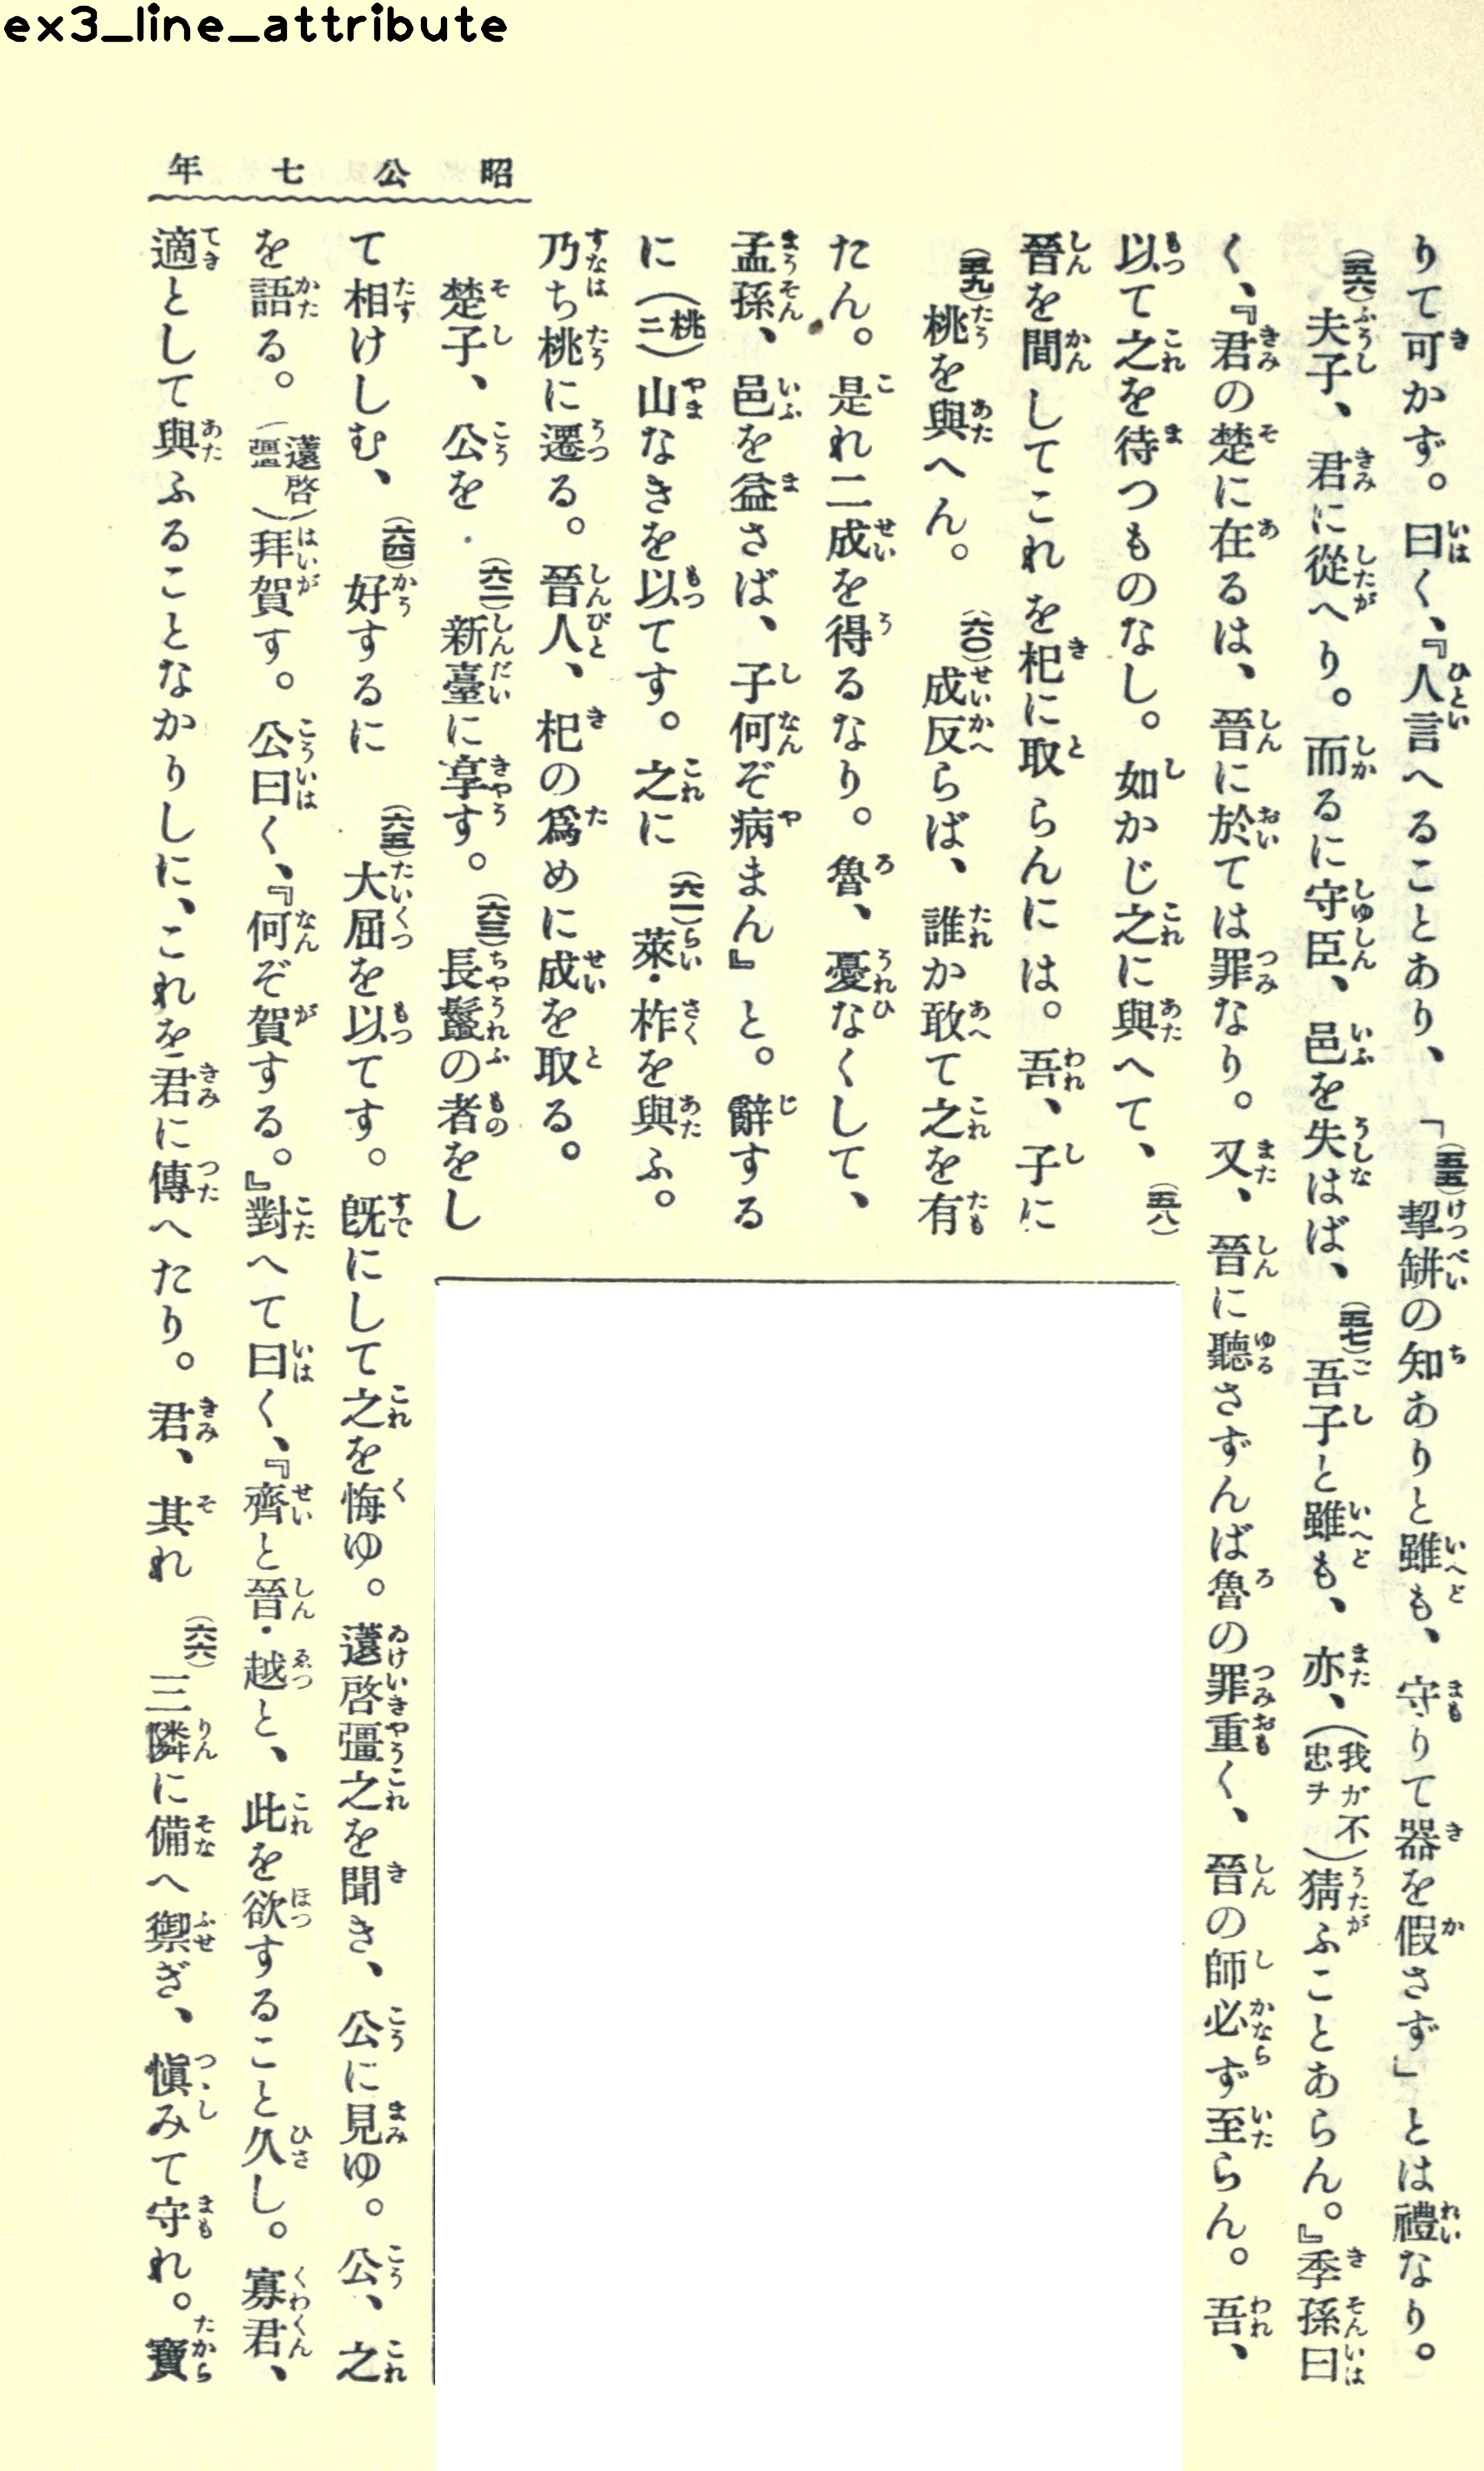 ex3_line_attribute
昭公七年
りて可かず。曰く、『人言へることあり、「(五五)挈缾の知ありと雖も、守りて器を假さず」とは禮なり。
(五六)夫子、君に從へり。而るに守臣、邑を失はば、(五七)吾子と雖も、亦、(我ガ不忠ヲ)猜ふことあらん。』季孫曰
く、『君の楚に在るは、晉に於いては罪なり。又、晉に聽さずんば魯の罪重く、晉の師必ず至らん。吾、
以て之を待つものなし。如かじ之に與へて、(五八)
晉を間してこれを杞に取らんには。吾、子に
(五九)桃を與へん。(六〇)成反らば、誰か敢て之を有
たん。是れ二成を得るなり。魯、憂なくして、
孟孫、邑を益さば、子何ぞ病まん』と。辭する
に(桃ニ)山なきを以てす。之に(六一)萊・柞を與ふ。
乃ち桃に遷る。晉人、杞の爲めに成を取る。
楚子、公を(六二)新臺に享す。(六三)長鬣の者をし
て相けしむ、(六四)好するに(六五)大屈を以てす。既にして之を悔ゆ。薳啓彊之を聞き、公に見ゆ。公、之
を語る。(薳啓彊)拜賀す。公曰く、『何ぞ賀する。』對へて曰く、『齊と晉・越と、此を欲すること久し。寡君、
適として與ふることなかりしに、これを君に傳へたり。君、其れ(六六)三隣に備へ禦ぎ、愼みて守れ。寶